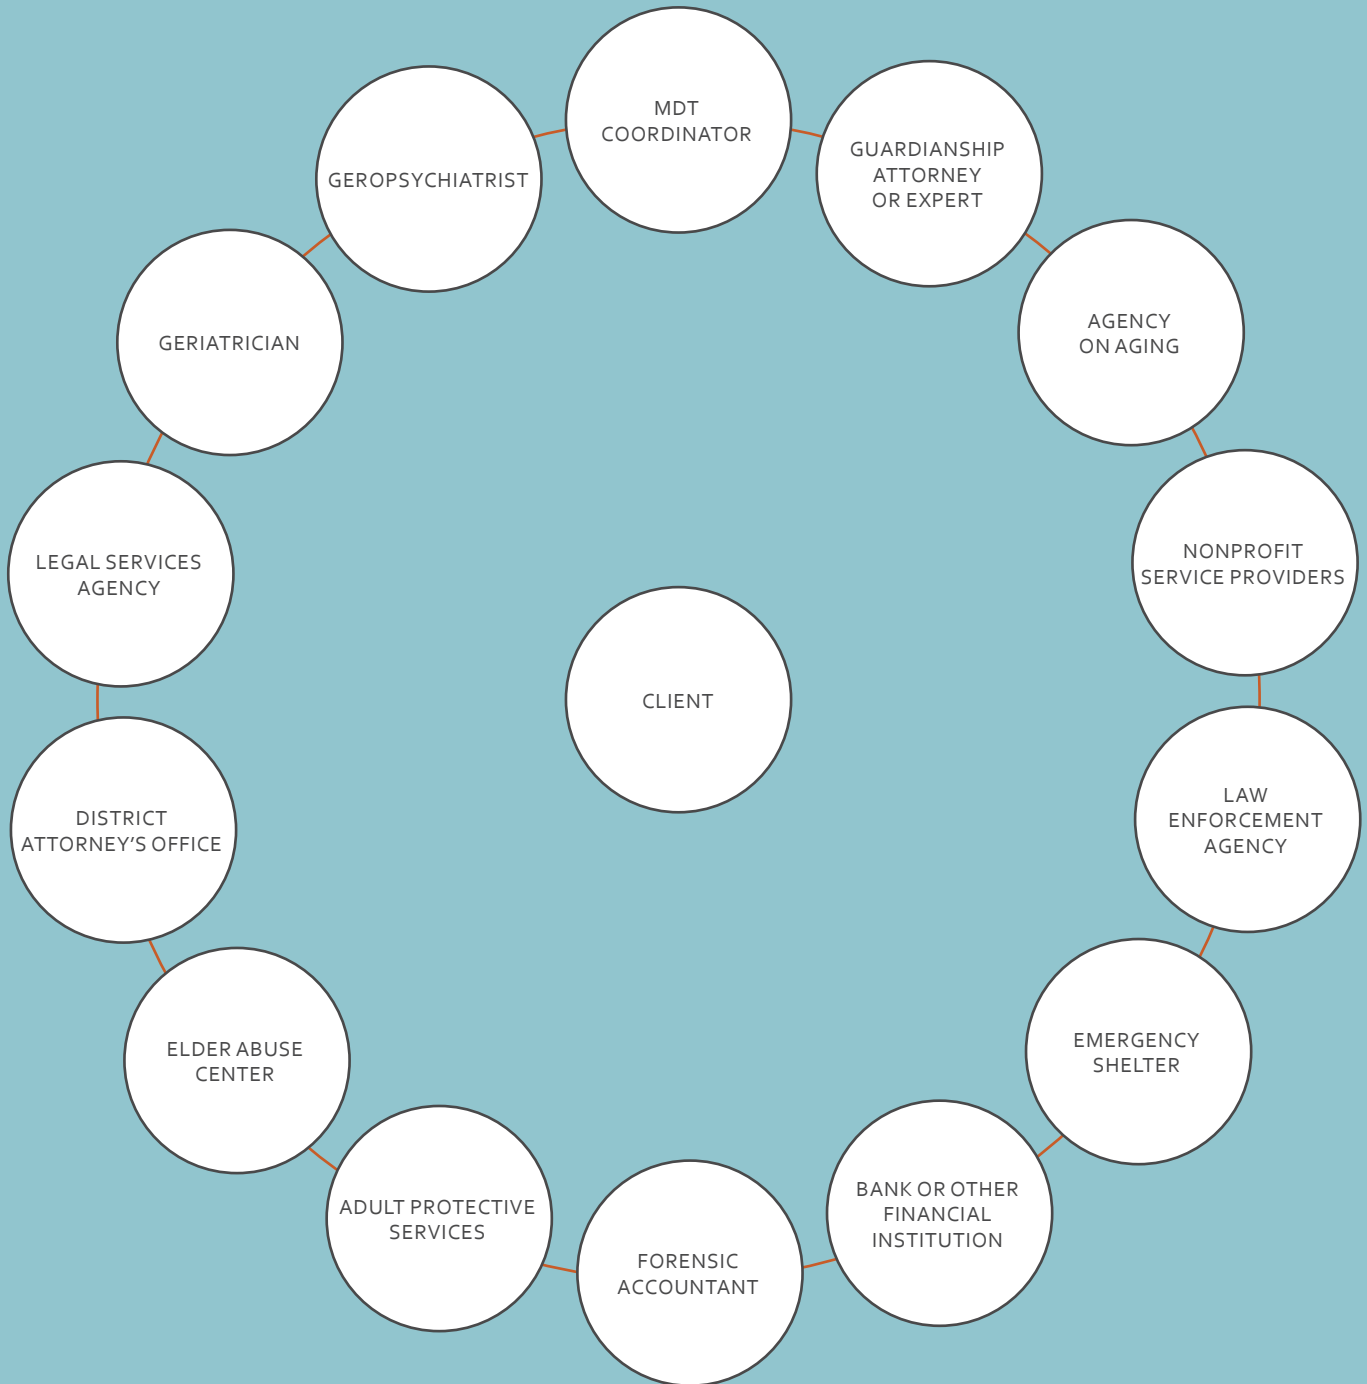 MDT
COORDINATOR
GUARDIANSHIP
ATTORNEY
OR EXPERT
AGENCY
ON AGING
NONPROFIT
SERVICE PROVIDERS
LAW
ENFORCEMENT
AGENCY
EMERGENCY
SHELTER
BANK OR OTHER
FINANCIAL
INSTITUTION
FORENSIC
ACCOUNTANT
ADULT PROTECTIVE
SERVICES
ELDER ABUSE
CENTER
DISTRICT
ATTORNEY’S OFFICE
LEGAL SERVICES
AGENCY
GERIATRICIAN
GEROPSYCHIATRIST
CLIENT